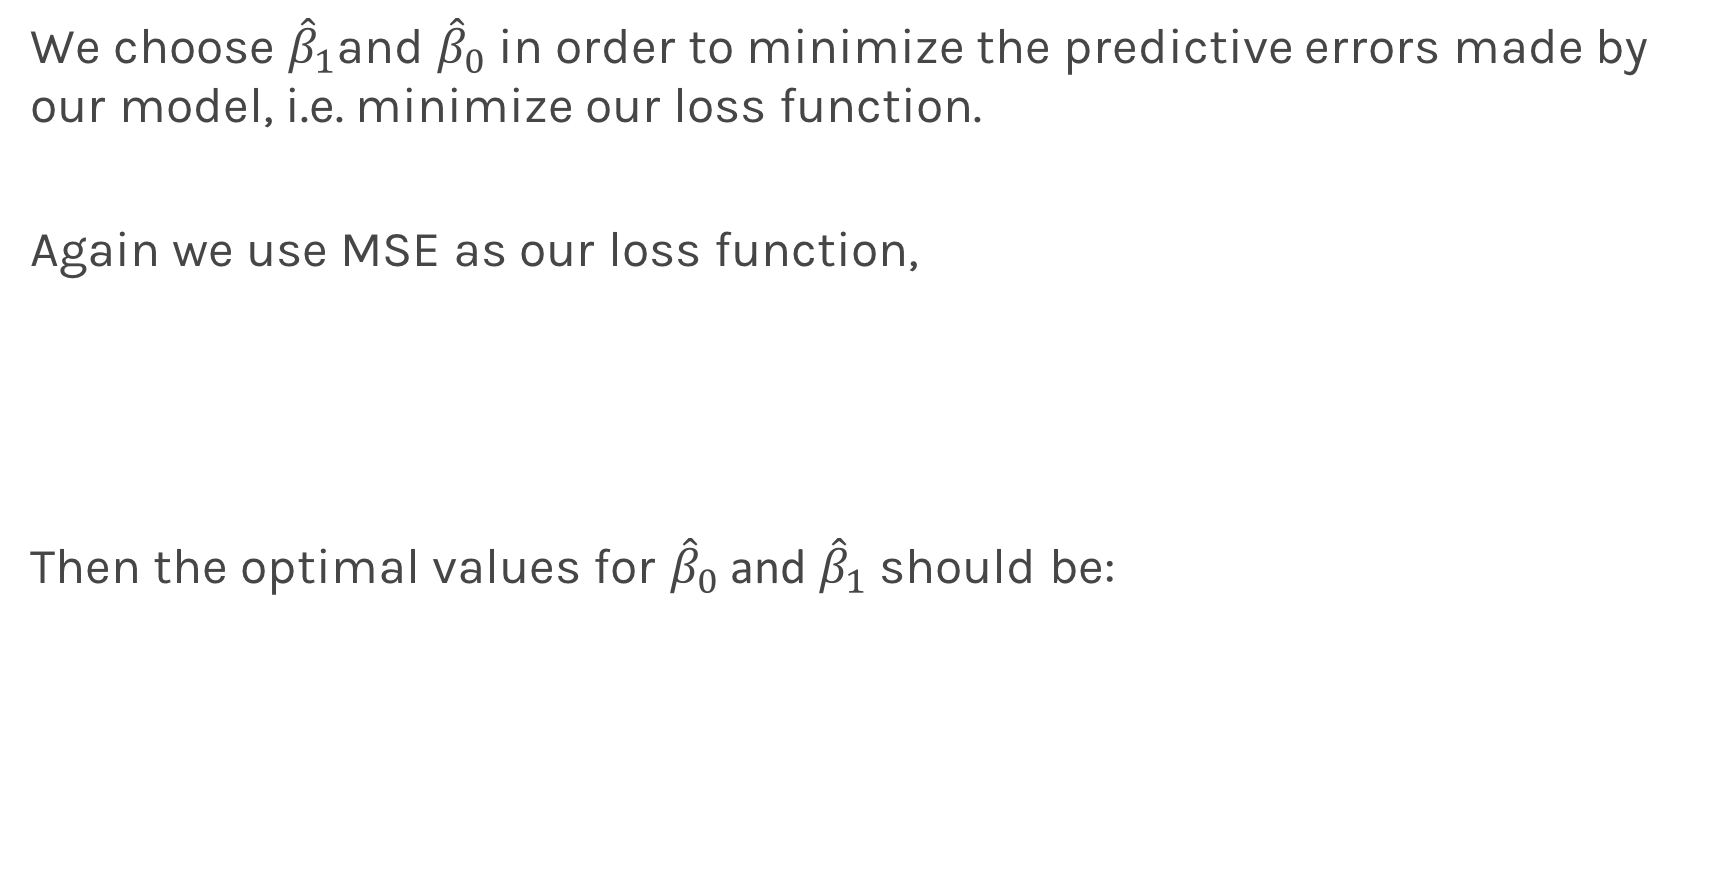 We choose β̂₁and β̂₀ in order to minimize the predictive errors made by
our model, i.e. minimize our loss function.
Again we use MSE as our loss function,
Then the optimal values for β̂₀ and β̂₁ should be: